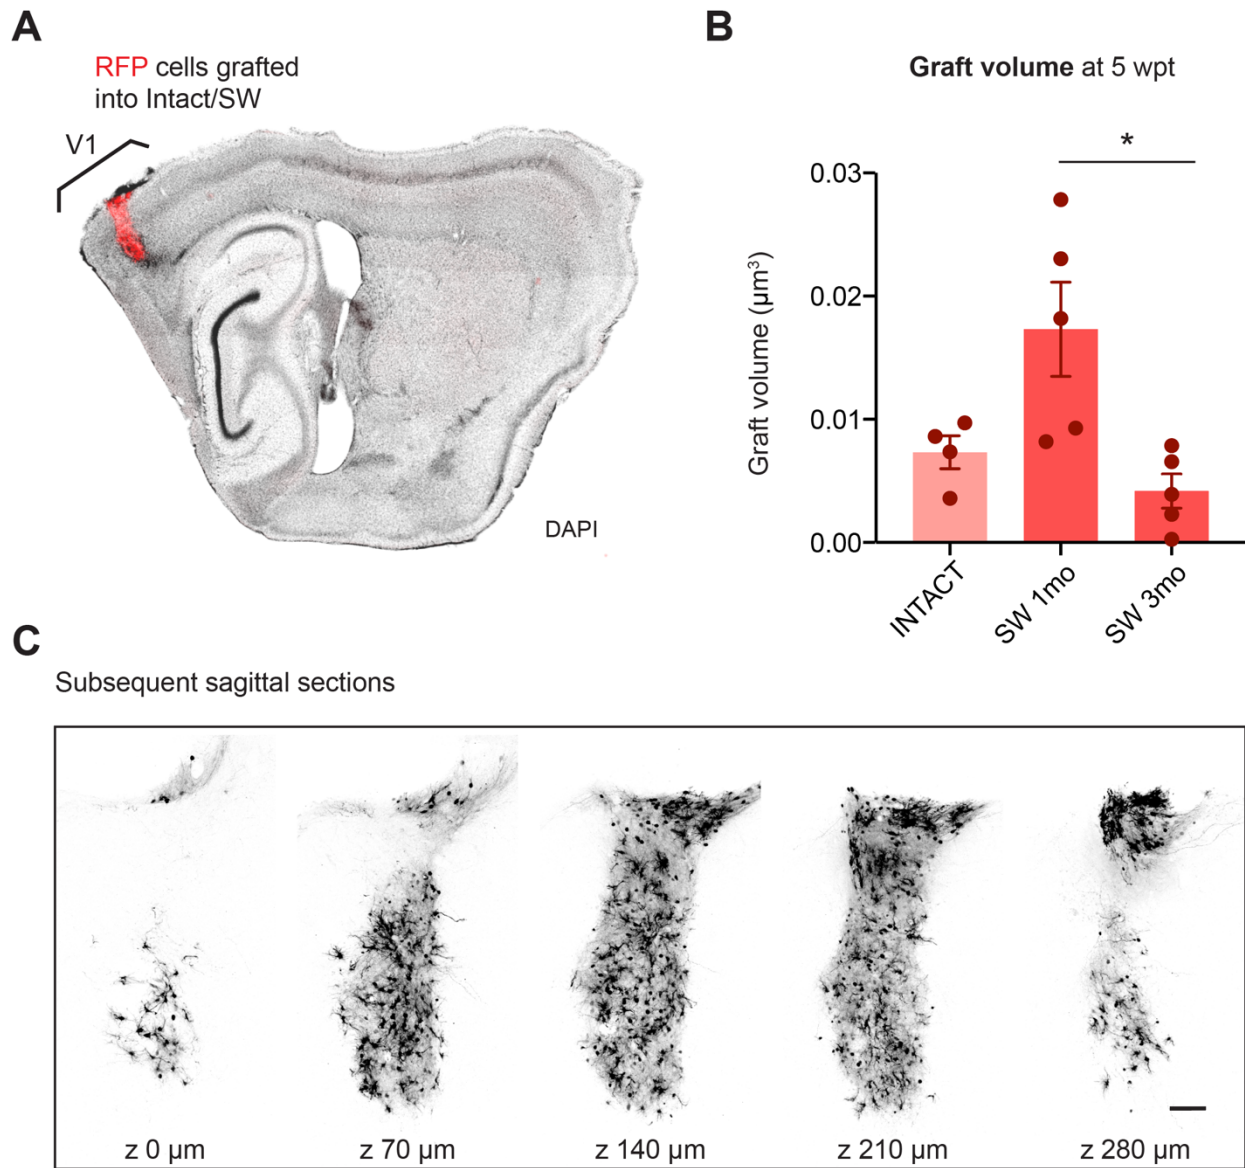 A
RFP cells grafted
into Intact/SW
V1
DAPI
B
Graft volume at 5 wpt
*
Graft volume (µm³)
0.03
0.02
0.01
0.00
INTACT
SW 1mo
SW 3mo
C
Subsequent sagittal sections
z 0 µm
z 70 µm
z 140 µm
z 210 µm
z 280 µm